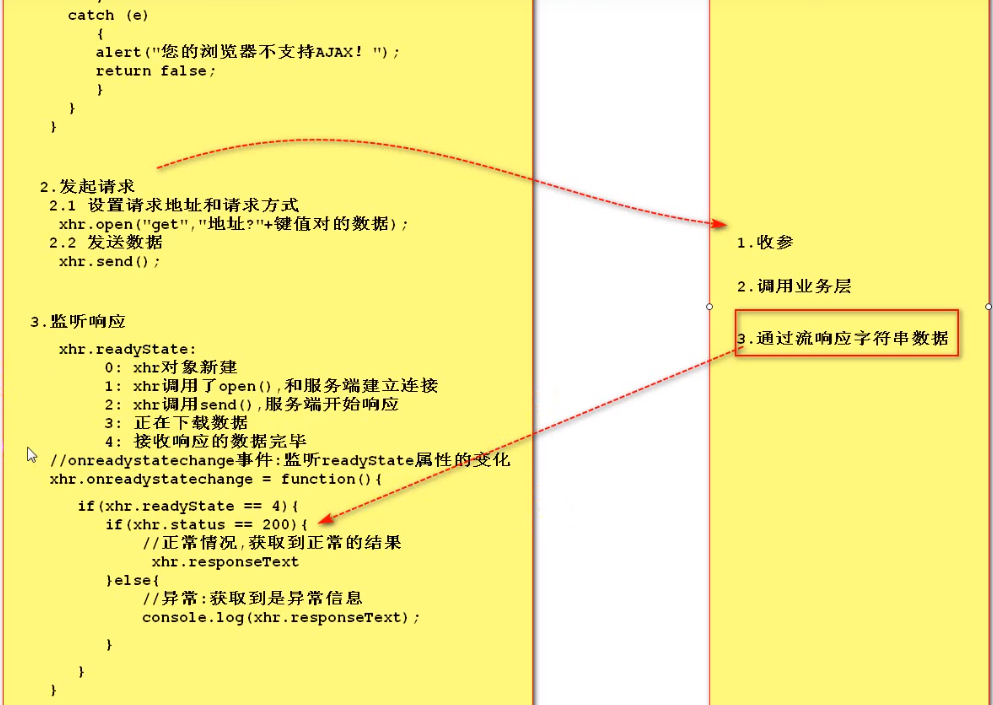 catch (e)
{
alert("您的浏览器不支持AJAX！");
return false;
}
}
}
2.发起请求
2.1 设置请求地址和请求方式
xhr.open("get","地址?"+键值对的数据);
2.2 发送数据
xhr.send();
3.监听响应
xhr.readyState:
0: xhr对象新建
1: xhr调用了open(),和服务端建立连接
2: xhr调用send(),服务端开始响应
3: 正在下载数据
4: 接收响应的数据完毕
//onreadystatechange事件:监听readyState属性的变化
xhr.onreadystatechange = function(){
if(xhr.readyState == 4){
if(xhr.status == 200){
//正常情况,获取到正常的结果
xhr.responseText
}else{
//异常:获取到是异常信息
console.log(xhr.responseText);
}
}
}
1.收参
2.调用业务层
3.通过流响应字符串数据